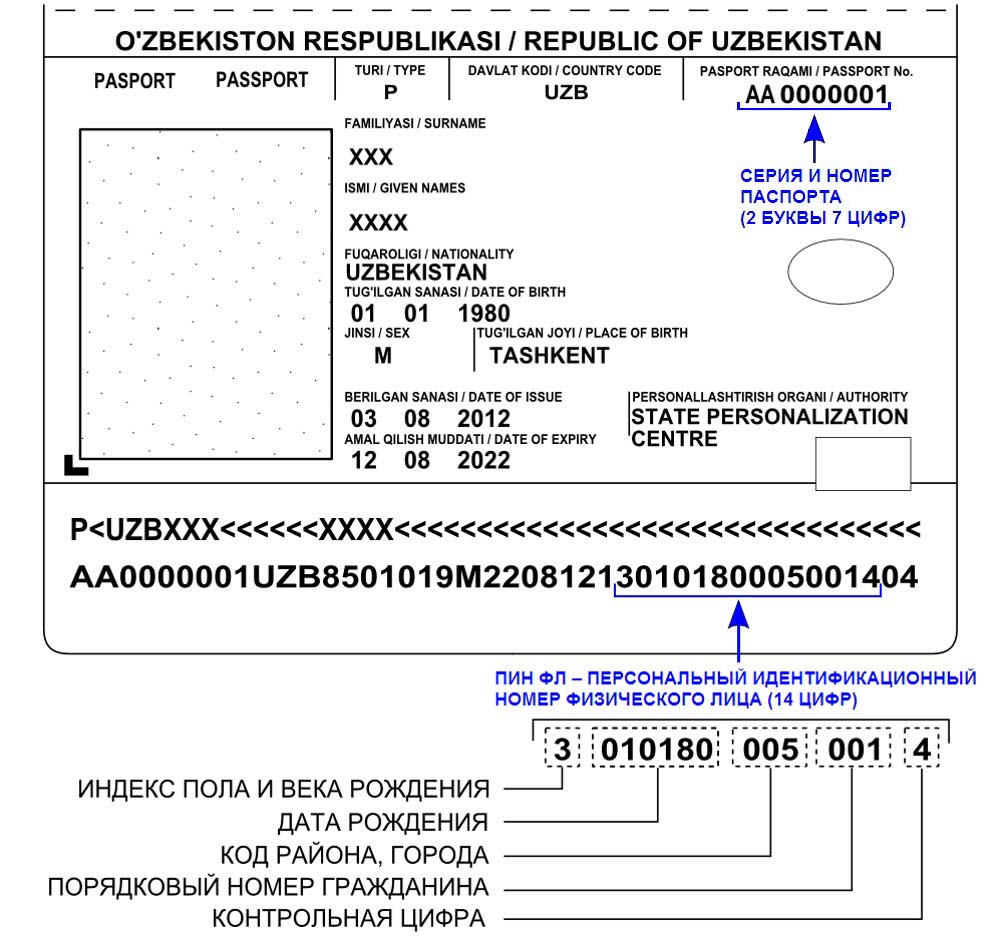 O'ZBEKISTON RESPUBLIKASI / REPUBLIC OF UZBEKISTAN
PASPORT PASSPORT
TURI / TYPE
P
DAVLAT KODI / COUNTRY CODE
UZB
PASPORT RAQAMI / PASSPORT No.
AA 0000001
СЕРИЯ И НОМЕР
ПАСПОРТА
(2 БУКВЫ 7 ЦИФР)
FAMILIYASI / SURNAME
XXX
ISMI / GIVEN NAMES
XXXX
FUQAROLIGI / NATIONALITY
UZBEKISTAN
TUG'ILGAN SANASI / DATE OF BIRTH
01 01 1980
JINSI / SEX
M
TUG'ILGAN JOYI / PLACE OF BIRTH
TASHKENT
BERILGAN SANASI / DATE OF ISSUE
03 08 2012
AMAL QILISH MUDDATI / DATE OF EXPIRY
12 08 2022
PERSONALLASHTIRISH ORGANI / AUTHORITY
STATE PERSONALIZATION
CENTRE
P<UZBXXX<<<<<<XXXX<<<<<<<<<<<<<<<<<<<<<<<<<<<<<<<<
AA0000001UZB8501019M22081213010180005001404
ПИН ФЛ – ПЕРСОНАЛЬНЫЙ ИДЕНТИФИКАЦИОННЫЙ
НОМЕР ФИЗИЧЕСКОГО ЛИЦА (14 ЦИФР)
3 010180 005 001 4
ИНДЕКС ПОЛА И ВЕКА РОЖДЕНИЯ
ДАТА РОЖДЕНИЯ
КОД РАЙОНА, ГОРОДА
ПОРЯДКОВЫЙ НОМЕР ГРАЖДАНИНА
КОНТРОЛЬНАЯ ЦИФРА